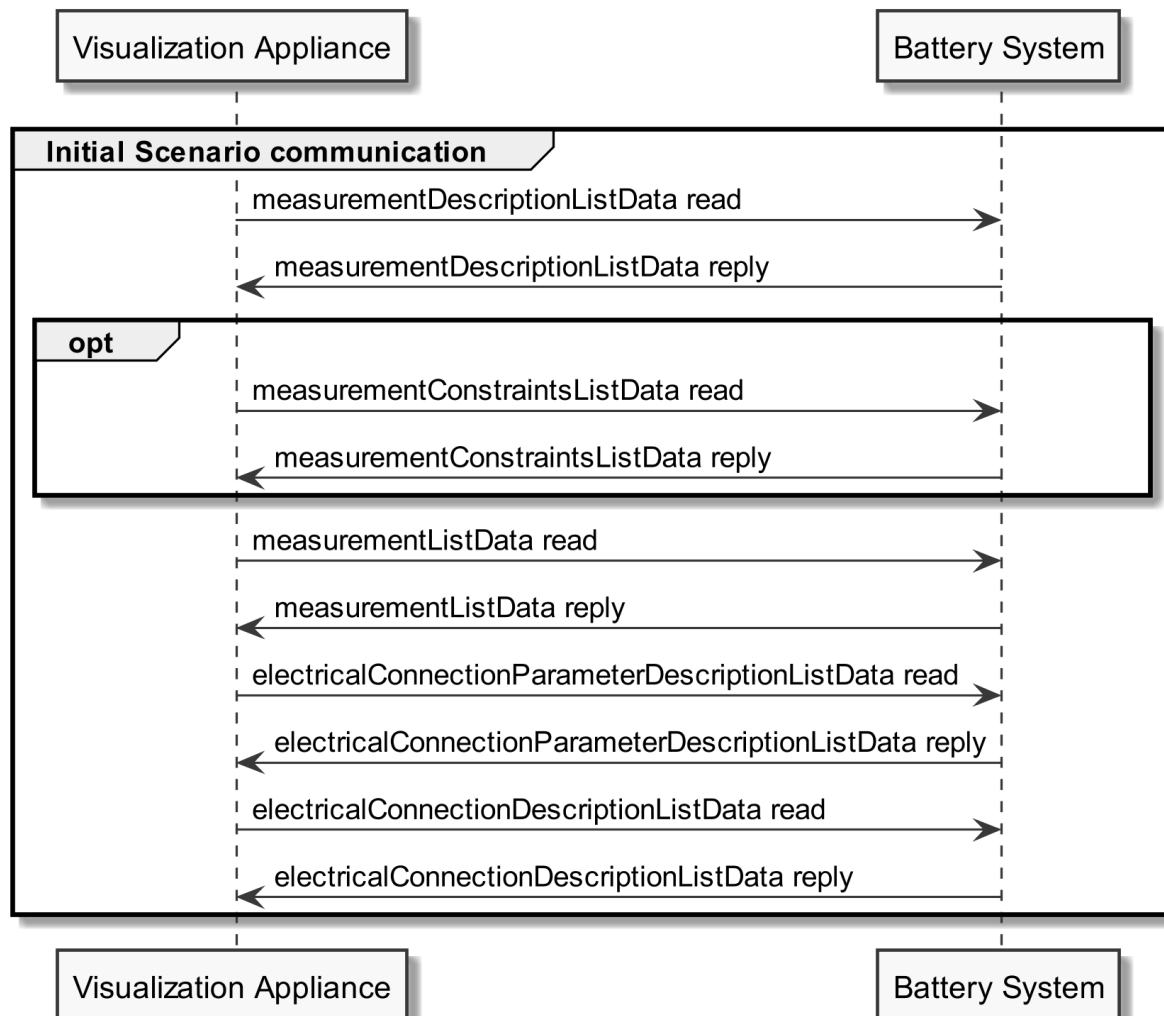 Visualization Appliance
Battery System
Initial Scenario communication
measurementDescriptionListData read
measurementDescriptionListData reply
opt
measurementConstraintsListData read
measurementConstraintsListData reply
measurementListData read
measurementListData reply
electricalConnectionParameterDescriptionListData read
electricalConnectionParameterDescriptionListData reply
electricalConnectionDescriptionListData read
electricalConnectionDescriptionListData reply
Visualization Appliance
Battery System